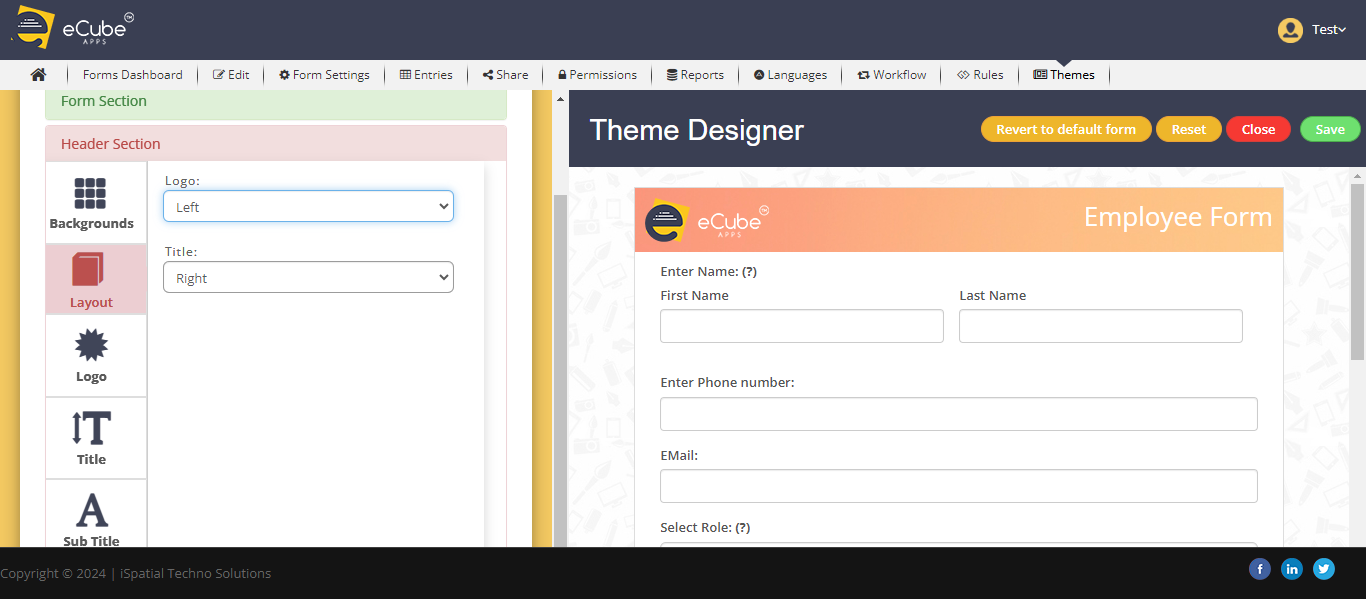 eCube TM
APPS
Test
Forms Dashboard Edit Form Settings Entries Share Permissions Reports Languages Workflow Rules Themes
Form Section
Header Section
Backgrounds
Layout
Logo
Title
Sub Title
Logo:
Left
Title:
Right
Theme Designer
Revert to default form Reset Close Save
eCube
APPS
Employee Form
Enter Name: (?)
First Name Last Name
Enter Phone number:
EMail:
Select Role: (?)
Copyright © 2024 | iSpatial Techno Solutions